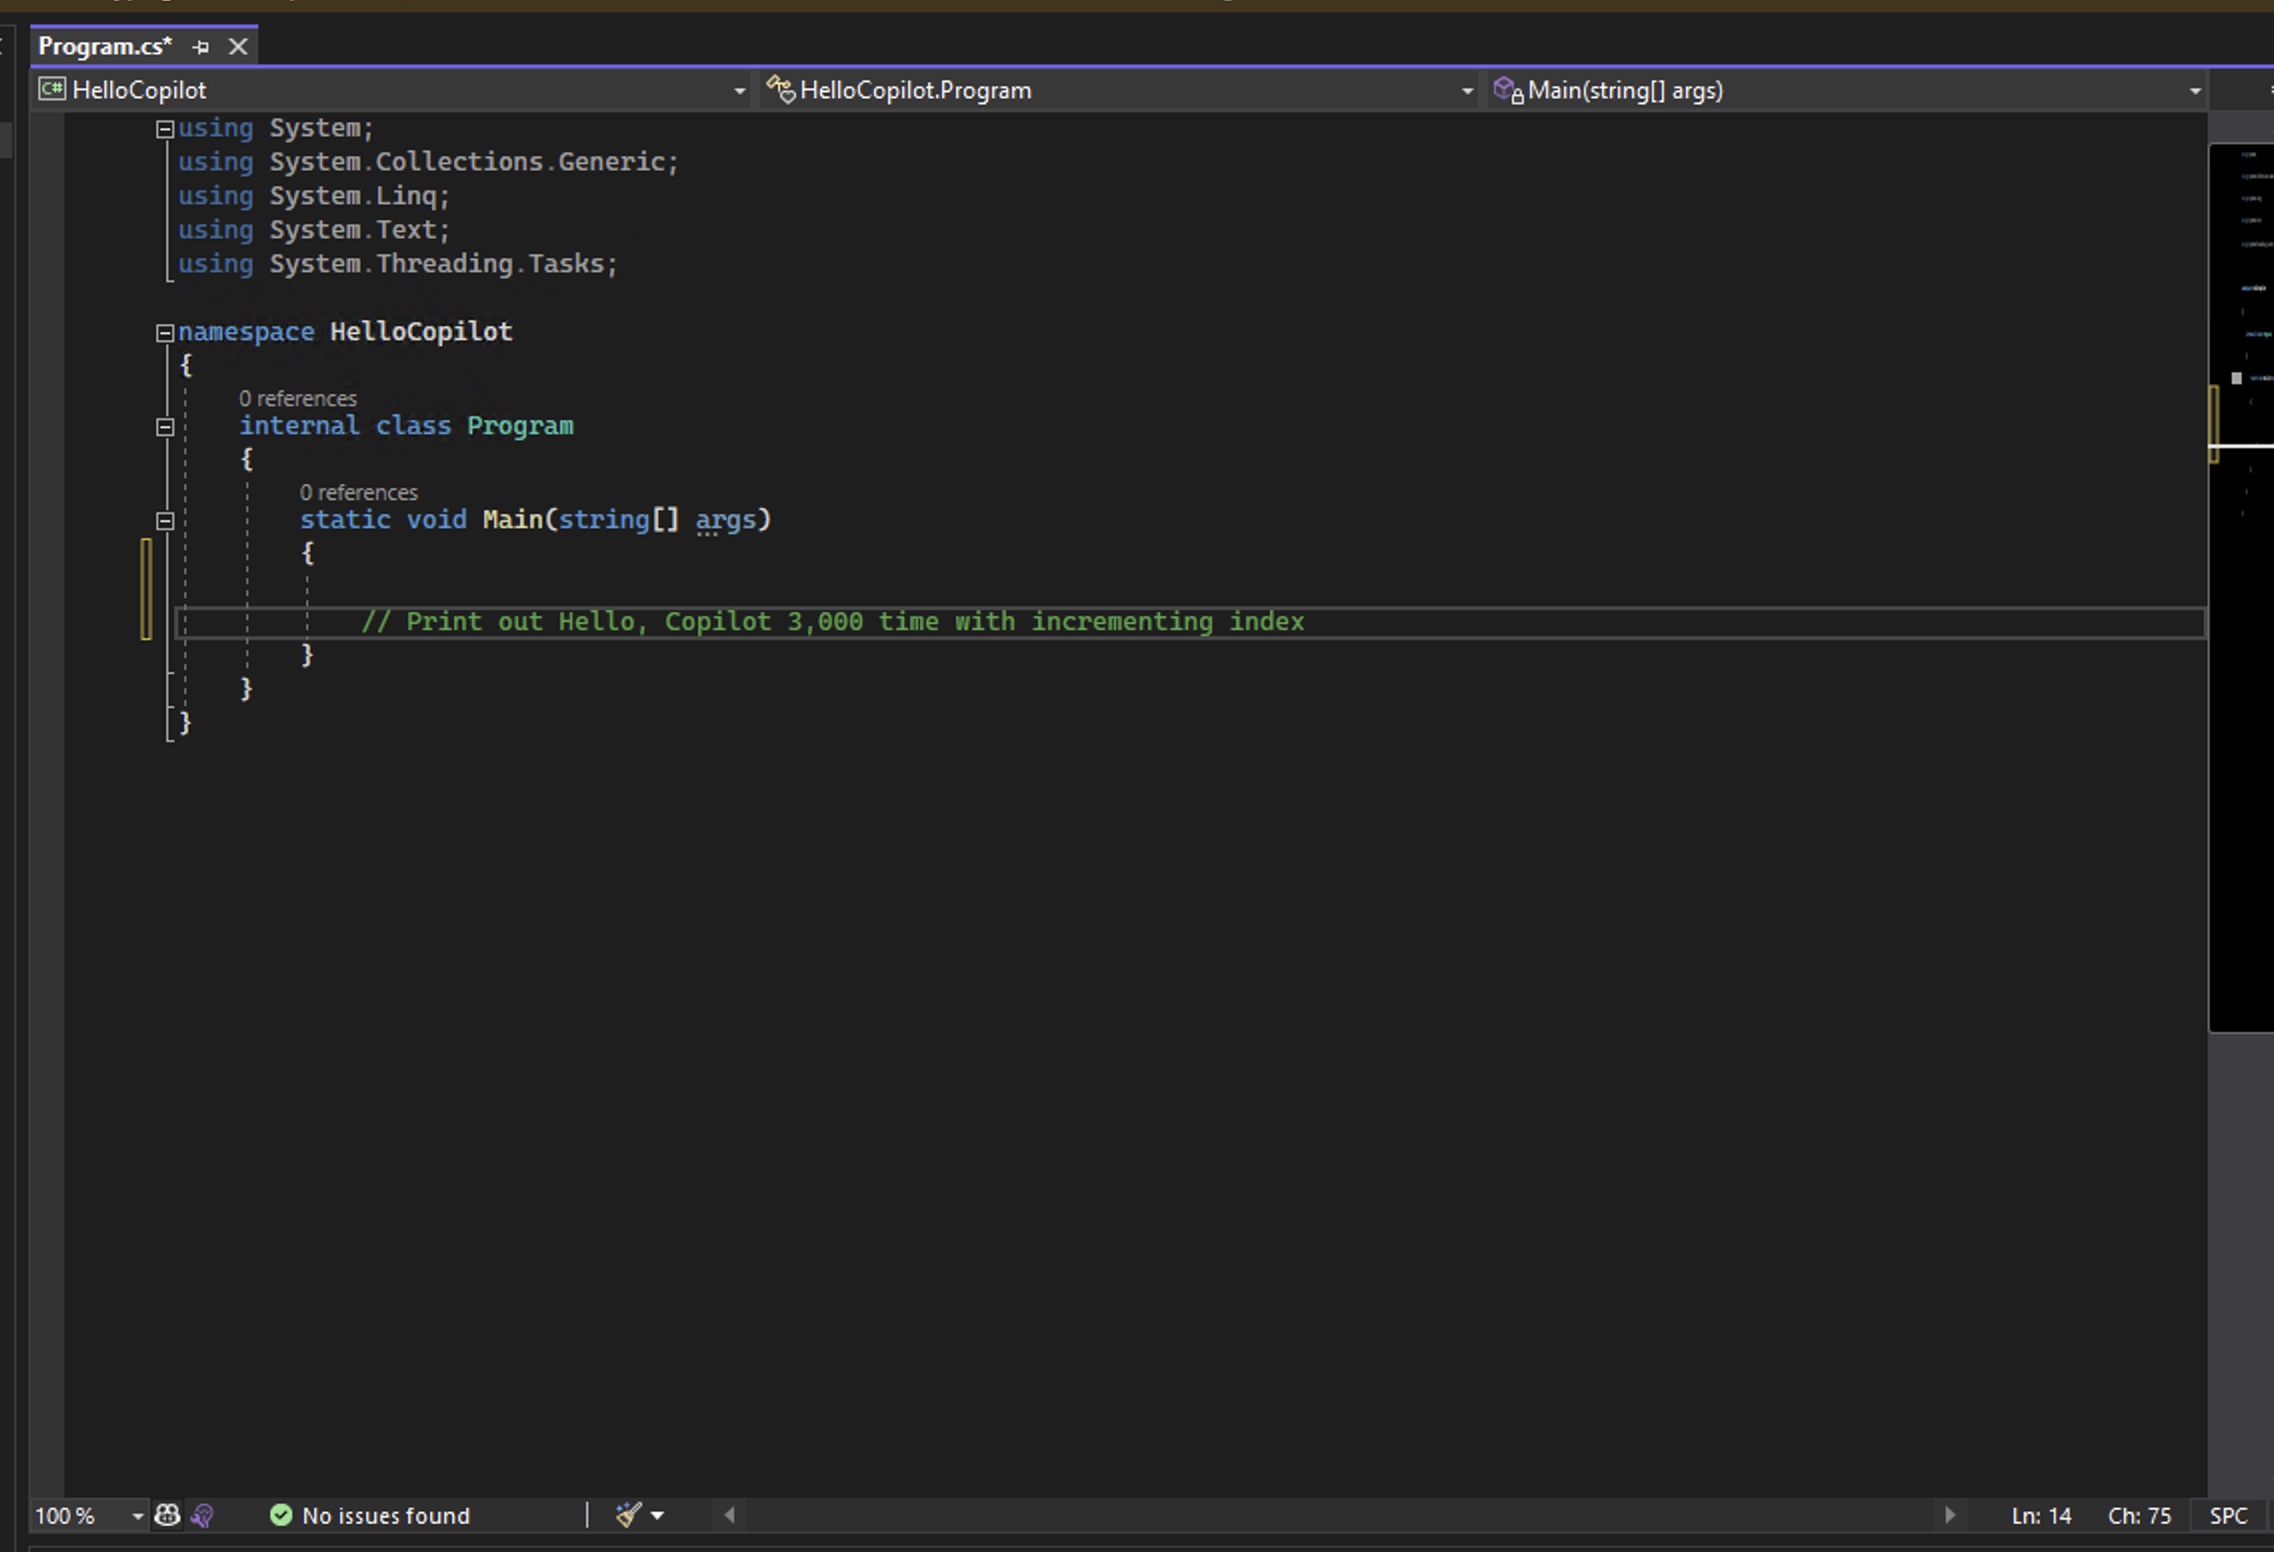 Program.cs*
C# HelloCopilot
HelloCopilot.Program
Main(string[] args)
using System;
using System.Collections.Generic;
using System.Linq;
using System.Text;
using System.Threading.Tasks;
namespace HelloCopilot
{
0 references
internal class Program
{
0 references
static void Main(string[] args)
{
// Print out Hello, Copilot 3,000 time with incrementing index
}
}
}
100 %
No issues found
Ln: 14
Ch: 75
SPC